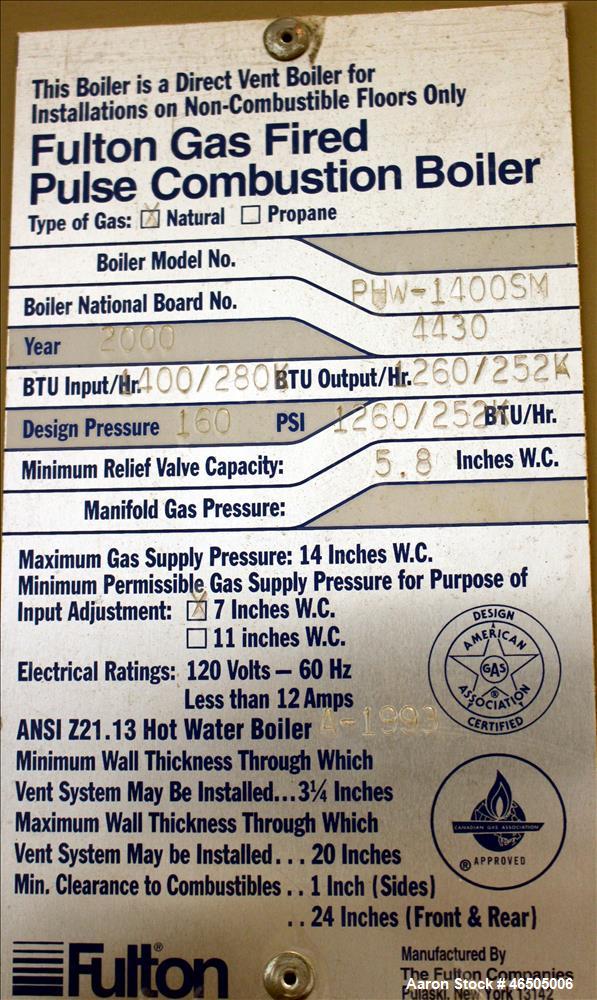 This Boiler is a Direct Vent Boiler for
Installations on Non-Combustible Floors Only
Fulton Gas Fired
Pulse Combustion Boiler
Type of Gas: ☒ Natural ☐ Propane
Boiler Model No.
PHW-1400SM
Boiler National Board No.
4430
Year 2000
BTU Input/Hr. 1400/280K BTU Output/Hr. 1260/252K
Design Pressure 160 PSI 1260/252K BTU/Hr.
Minimum Relief Valve Capacity: 5.8 Inches W.C.
Manifold Gas Pressure:
Maximum Gas Supply Pressure: 14 Inches W.C.
Minimum Permissible Gas Supply Pressure for Purpose of
Input Adjustment: ☒ 7 Inches W.C.
☐ 11 inches W.C.
Electrical Ratings: 120 Volts – 60 Hz
Less than 12 Amps
ANSI Z21.13 Hot Water Boiler A-1993
DESIGN
AMERICAN
GAS
®
ASSOCIATION
CERTIFIED
Minimum Wall Thickness Through Which
Vent System May Be Installed...3¼ Inches
Maximum Wall Thickness Through Which
Vent System May be Installed... 20 Inches
Min. Clearance to Combustibles .. 1 Inch (Sides)
.. 24 Inches (Front & Rear)
CANADIAN GAS ASSOCIATION
® APPROVED
Fulton®
Manufactured By
The Fulton Companies
Pulaski, New York 13142
Aaron Stock # 46505006